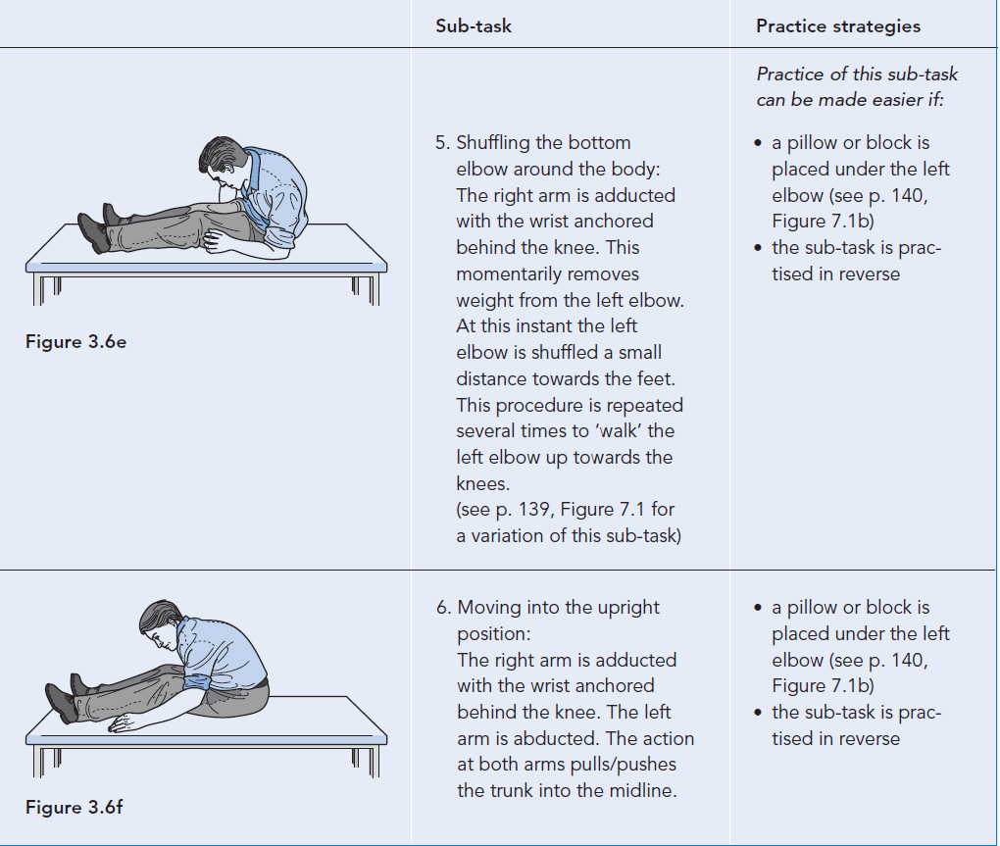 Sub-task
Practice strategies
Practice of this sub-task
can be made easier if:
5. Shuffling the bottom
elbow around the body:
The right arm is adducted
with the wrist anchored
behind the knee. This
momentarily removes
weight from the left elbow.
At this instant the left
elbow is shuffled a small
distance towards the feet.
This procedure is repeated
several times to ‘walk’ the
left elbow up towards the
knees.
(see p. 139, Figure 7.1 for
a variation of this sub-task)
• a pillow or block is
placed under the left
elbow (see p. 140,
Figure 7.1b)
• the sub-task is prac-
tised in reverse
Figure 3.6e
6. Moving into the upright
position:
The right arm is adducted
with the wrist anchored
behind the knee. The left
arm is abducted. The action
at both arms pulls/pushes
the trunk into the midline.
• a pillow or block is
placed under the left
elbow (see p. 140,
Figure 7.1b)
• the sub-task is prac-
tised in reverse
Figure 3.6f